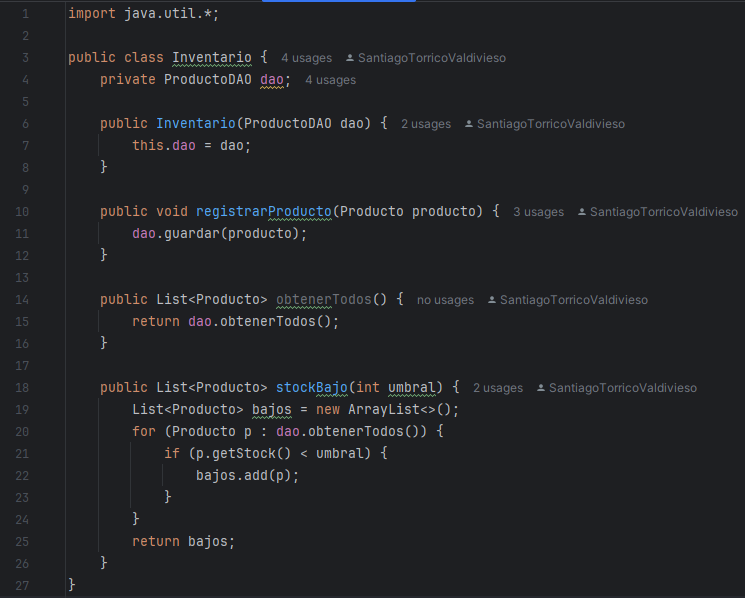 1 import java.util.*;
2
3 public class Inventario { 4 usages SantiagoTorricoValdivieso
4 private ProductoDAO dao; 4 usages
5
6 public Inventario(ProductoDAO dao) { 2 usages SantiagoTorricoValdivieso
7 this.dao = dao;
8 }
9
10 public void registrarProducto(Producto producto) { 3 usages SantiagoTorricoValdivieso
11 dao.guardar(producto);
12 }
13
14 public List<Producto> obtenerTodos() { no usages SantiagoTorricoValdivieso
15 return dao.obtenerTodos();
16 }
17
18 public List<Producto> stockBajo(int umbral) { 2 usages SantiagoTorricoValdivieso
19 List<Producto> bajos = new ArrayList<>();
20 for (Producto p : dao.obtenerTodos()) {
21 if (p.getStock() < umbral) {
22 bajos.add(p);
23 }
24 }
25 return bajos;
26 }
27 }